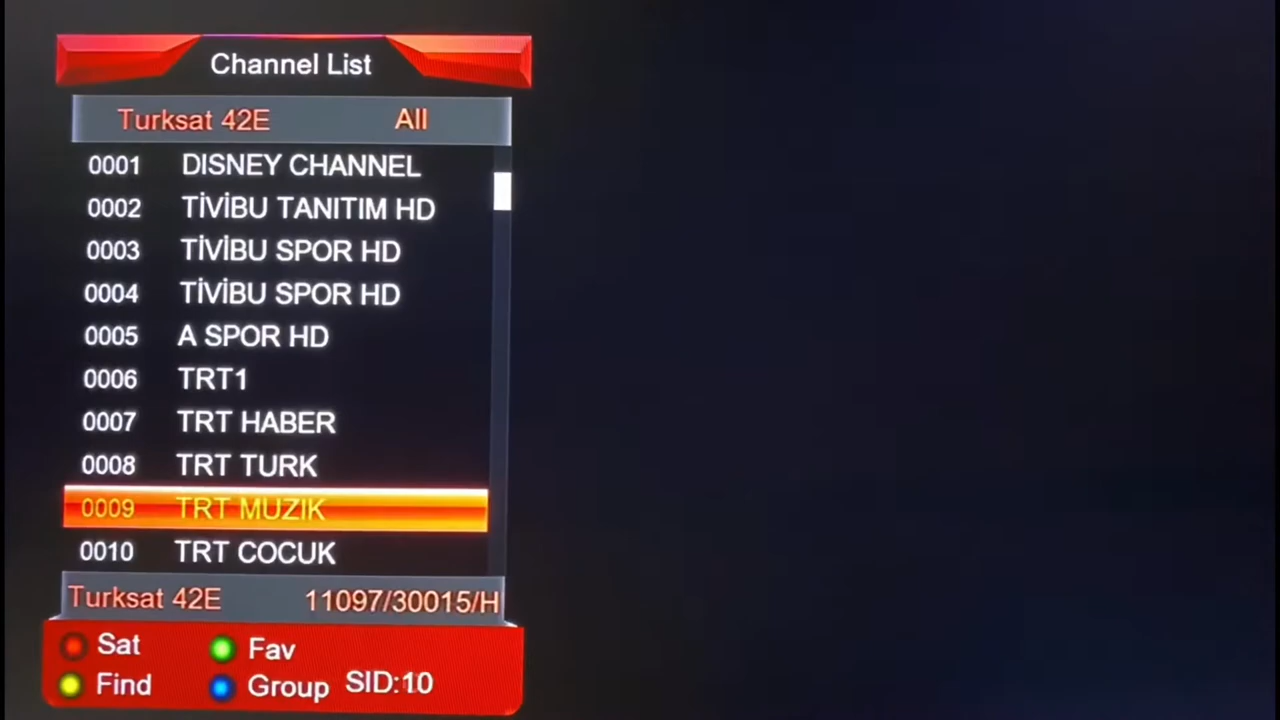 Channel List
Turksat 42E All
0001 DISNEY CHANNEL
0002 TİVİBU TANITIM HD
0003 TİVİBU SPOR HD
0004 TİVİBU SPOR HD
0005 A SPOR HD
0006 TRT1
0007 TRT HABER
0008 TRT TURK
0009 TRT MUZIK
0010 TRT COCUK
Turksat 42E 11097/30015/H
Sat Fav
Find Group SID:10